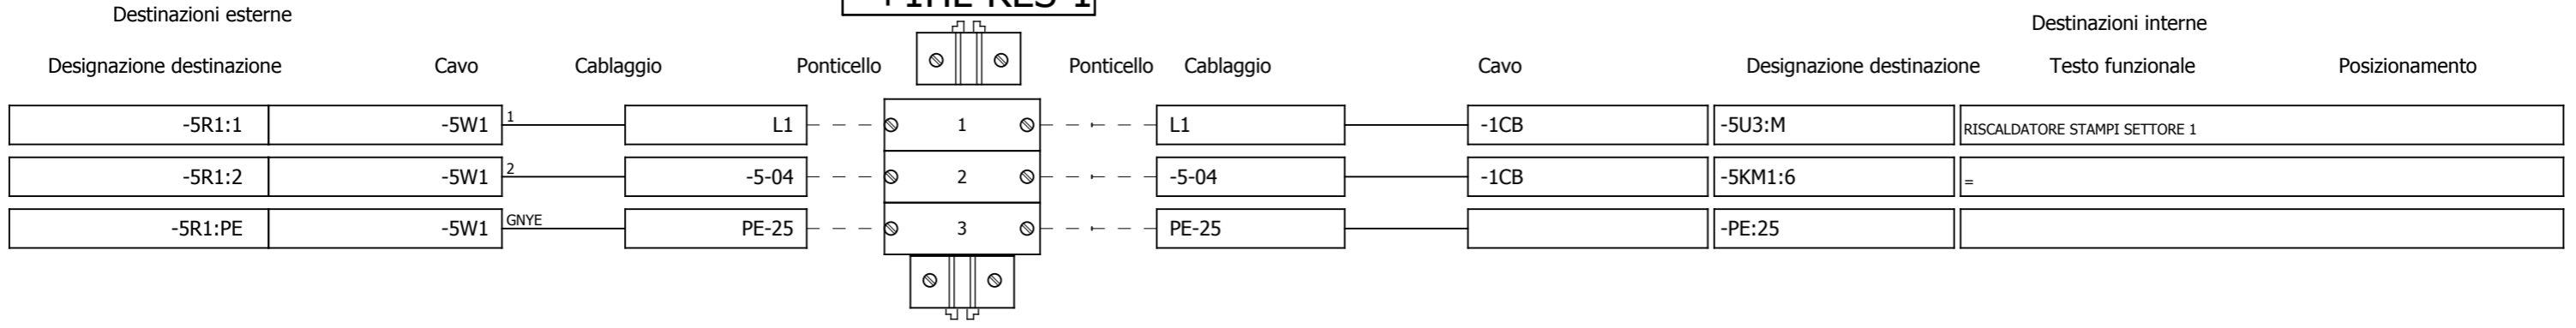 Destinazioni esterne
Destinazioni interne
Designazione destinazione Cavo Cablaggio Ponticello Ponticello Cablaggio Cavo Designazione destinazione Testo funzionale Posizionamento
-5R1:1 -5W1 1 L1 1 L1 -1CB -5U3:M RISCALDATORE STAMPI SETTORE 1
-5R1:2 -5W1 2 -5-04 2 -5-04 -1CB -5KM1:6 =
-5R1:PE -5W1 GNYE PE-25 3 PE-25 -PE:25